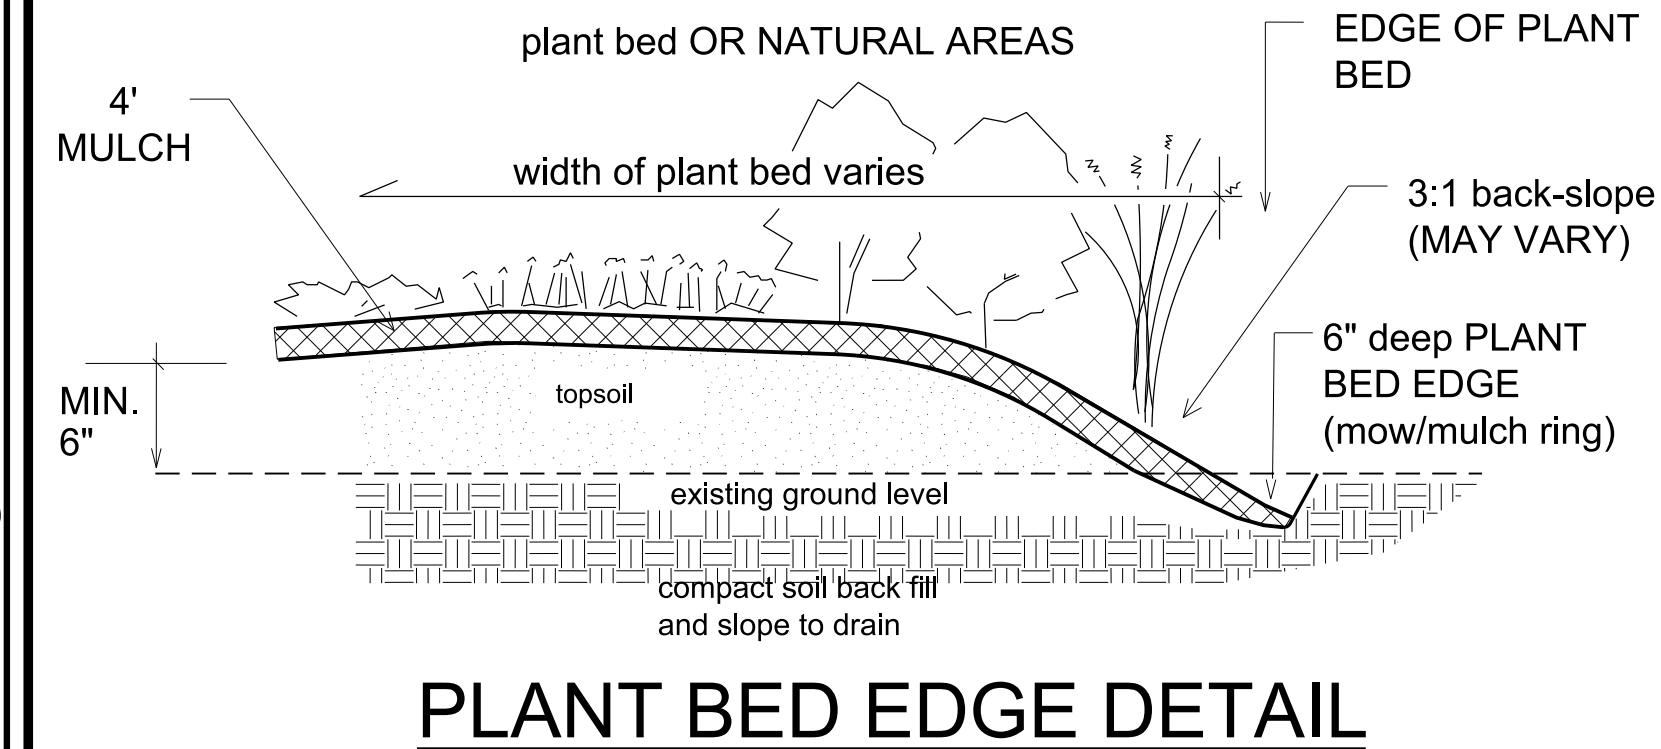 plant bed OR NATURAL AREAS
EDGE OF PLANT
BED
4'
MULCH
width of plant bed varies
3:1 back-slope
(MAY VARY)
6" deep PLANT
BED EDGE
(mow/mulch ring)
topsoil
MIN.
6"
existing ground level
compact soil back fill
and slope to drain
PLANT BED EDGE DETAIL